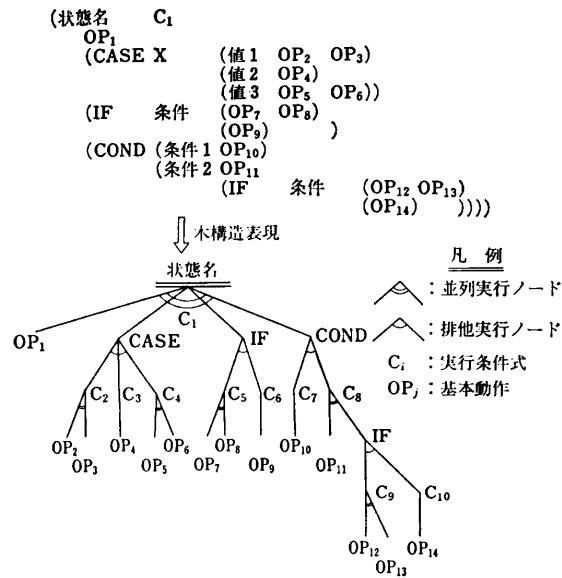 (状態名 C₁
OP₁
(CASE X (値1 OP₂ OP₃)
(値2 OP₄)
(値3 OP₅ OP₆))
(IF 条件 (OP₇ OP₈)
(OP₉) )
(COND (条件1 OP₁₀)
(条件2 OP₁₁
(IF 条件 (OP₁₂ OP₁₃)
(OP₁₄) ))))
木構造表現
状態名
凡例
:並列実行ノード
:排他実行ノード
Cᵢ :実行条件式
OPⱼ :基本動作
C₁
OP₁ CASE IF COND
C₂ C₃ C₄ C₅ C₆ C₇ C₈
OP₂ OP₃ OP₄ OP₅ OP₆ OP₇ OP₈ OP₉ OP₁₀ OP₁₁
IF
C₉ C₁₀
OP₁₂ OP₁₃ OP₁₄